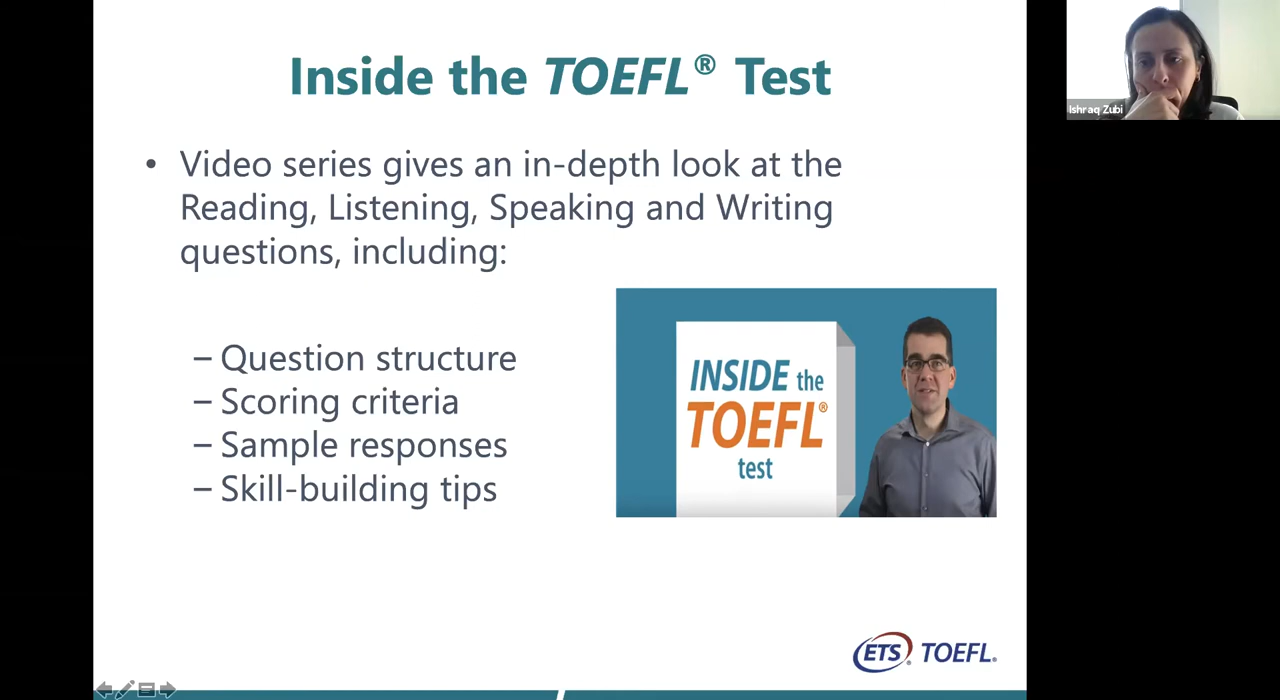 Inside the TOEFL® Test
Ishraq Zubi
• Video series gives an in-depth look at the
Reading, Listening, Speaking and Writing
questions, including:
– Question structure
– Scoring criteria
– Sample responses
– Skill-building tips
INSIDE the
TOEFL®
test
ETS® TOEFL®